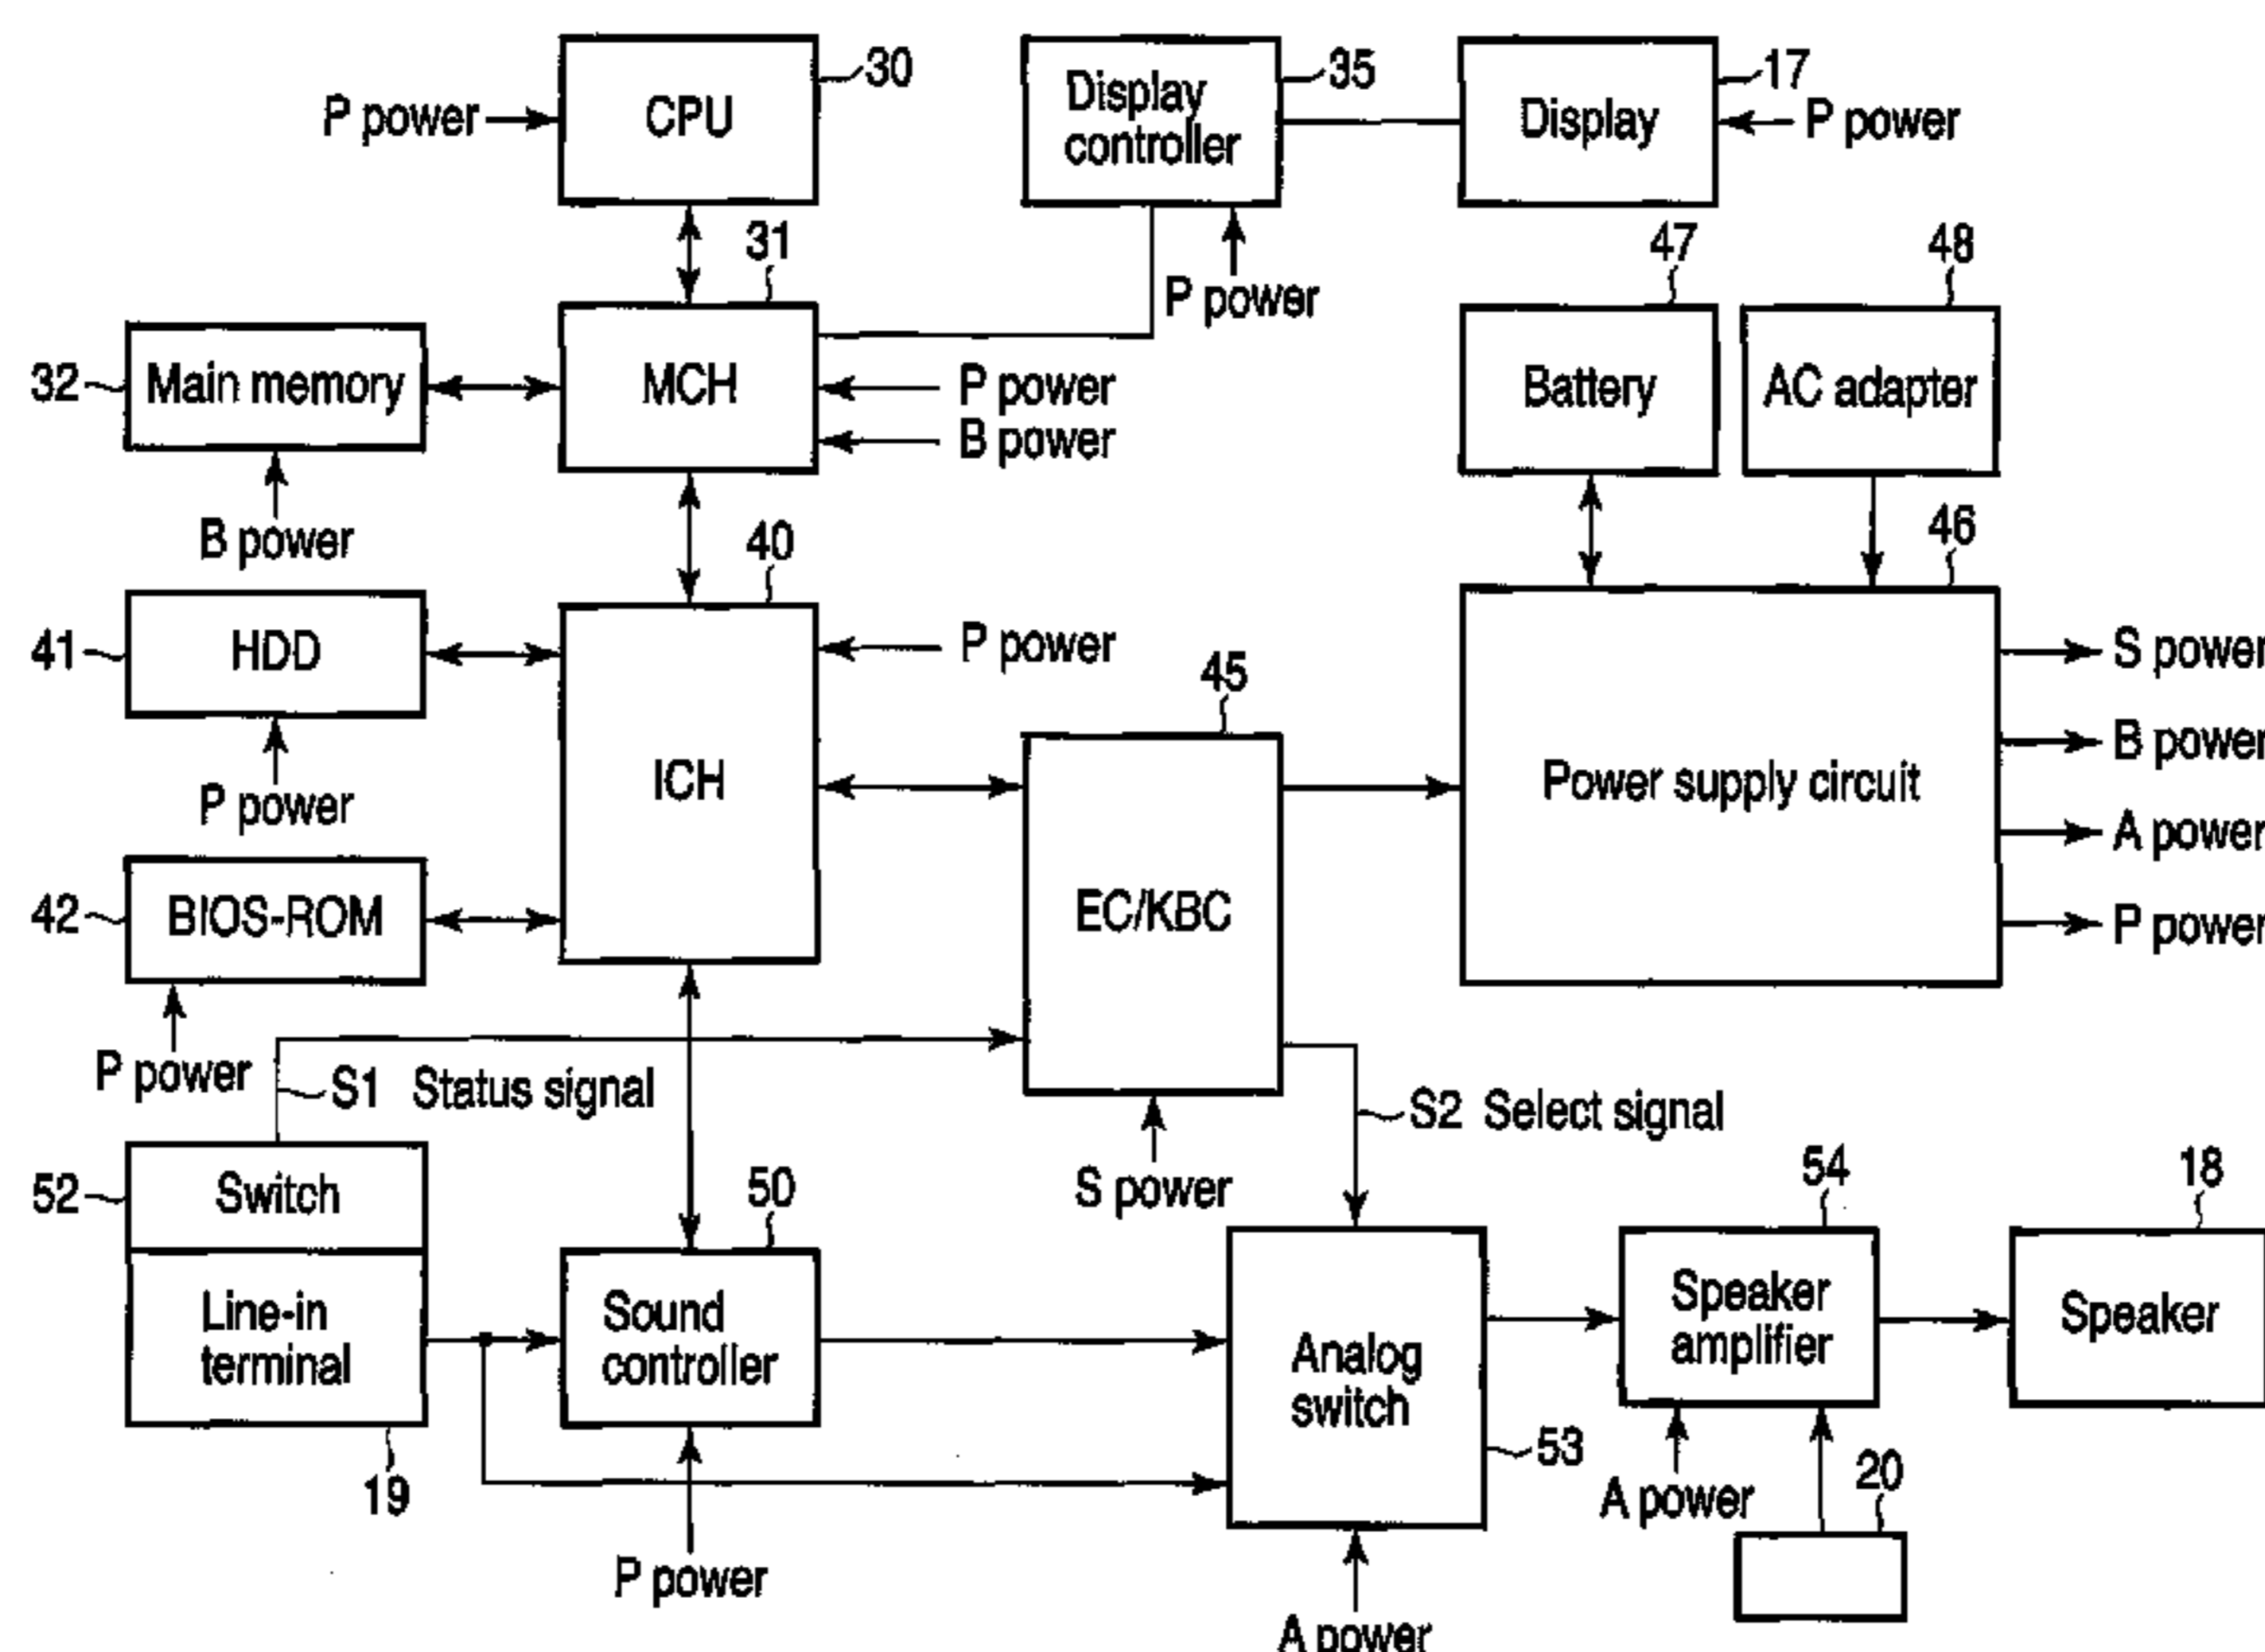 P power
CPU
30
Display
controller
35
Display
17
P power
31
P power
47
48
32
Main memory
MCH
P power
B power
Battery
AC adapter
B power
40
46
41
HDD
P power
45
S power
P power
ICH
B power
Power supply circuit
A power
42
BIOS-ROM
EC/KBC
P power
P power
S1 Status signal
S2 Select signal
52
Switch
50
S power
54
18
Line-in
terminal
Sound
controller
Analog
switch
Speaker
amplifier
Speaker
53
19
A power
20
P power
A power